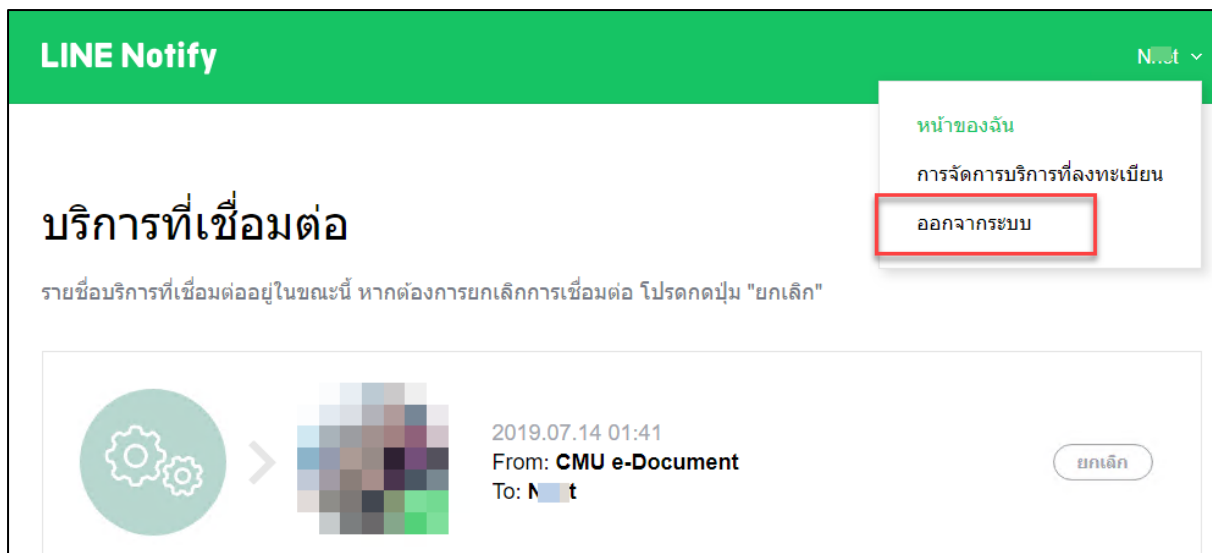 LINE Notify
หน้าของฉัน
การจัดการบริการที่ลงทะเบียน
ออกจากระบบ
บริการที่เชื่อมต่อ
รายชื่อบริการที่เชื่อมต่ออยู่ในขณะนี้ หากต้องการยกเลิกการเชื่อมต่อ โปรดกดปุ่ม "ยกเลิก"
2019.07.14 01:41
From: CMU e-Document
To:
ยกเลิก